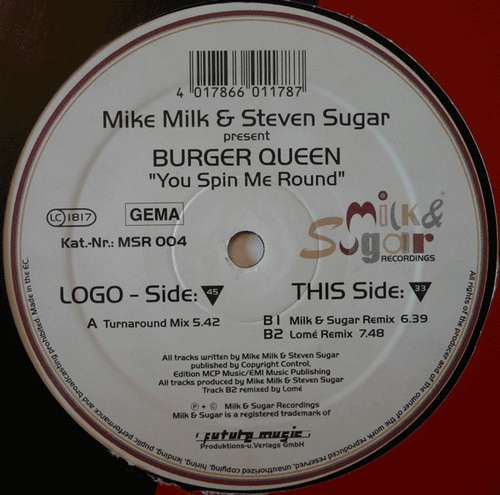 4 017866 011787
Mike Milk & Steven Sugar
present
BURGER QUEEN
"You Spin Me Round"
LC 1817
GEMA
Kat.-Nr.: MSR 004
Milk &
Sugar
RECORDINGS
LOGO - Side: 45
A Turnaround Mix 5.42
THIS Side: 33
B1 Milk & Sugar Remix 6.39
B2 Lomé Remix 7.48
All tracks written by Mike Milk & Steven Sugar
published by Copyright Control,
Edition MCP Music/EMI Music Publishing
All tracks produced by Mike Milk & Steven Sugar
Track B2 remixed by Lomé
℗ + © Milk & Sugar Recordings
Milk & Sugar is a registered trademark of
future music
Produktions-u.Verlags GmbH
All rights of the producer and of the owner of the work reproduced reserved, unauthorized copying, hiring, lending, public performance and broadcasting prohibited. Made in the EC.